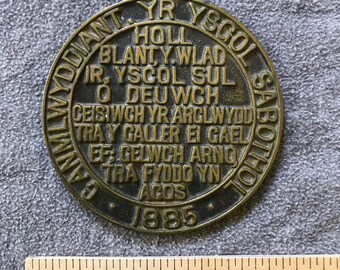 CANMLWYDDIANT. YR YSGOL SABOTHOL
· 1885 ·
HOLL
BLANT, Y. WLAD
I'R. YSGOL SUL
O DEUWCH
CEISIWCH YR ARGLWYDD
TRA Y GALLER EI GAEL
EF: GELWCH ARNO,
TRA FYDDO YN
AGOS